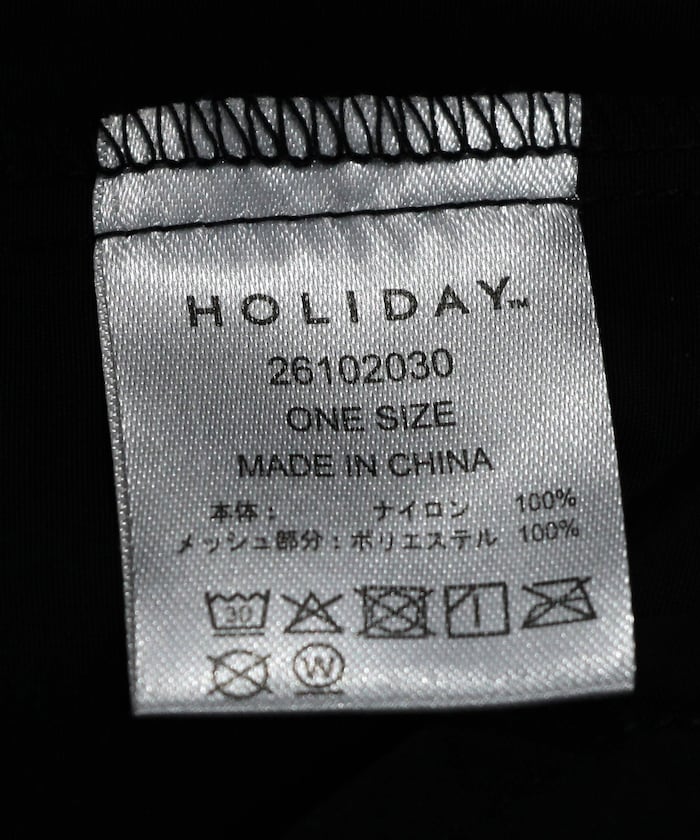 HOLIDAY™
26102030
ONE SIZE
MADE IN CHINA
本体： ナイロン 100%
メッシュ部分：ポリエステル 100%
30
W